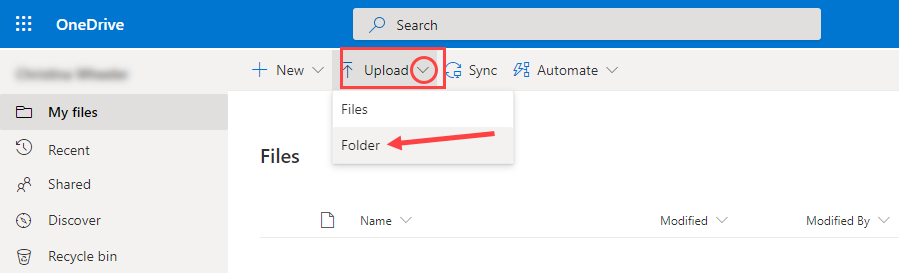 OneDrive
Search
New
Upload
Sync
Automate
My files
Recent
Shared
Discover
Recycle bin
Files
Folder
Files
Name
Modified
Modified By